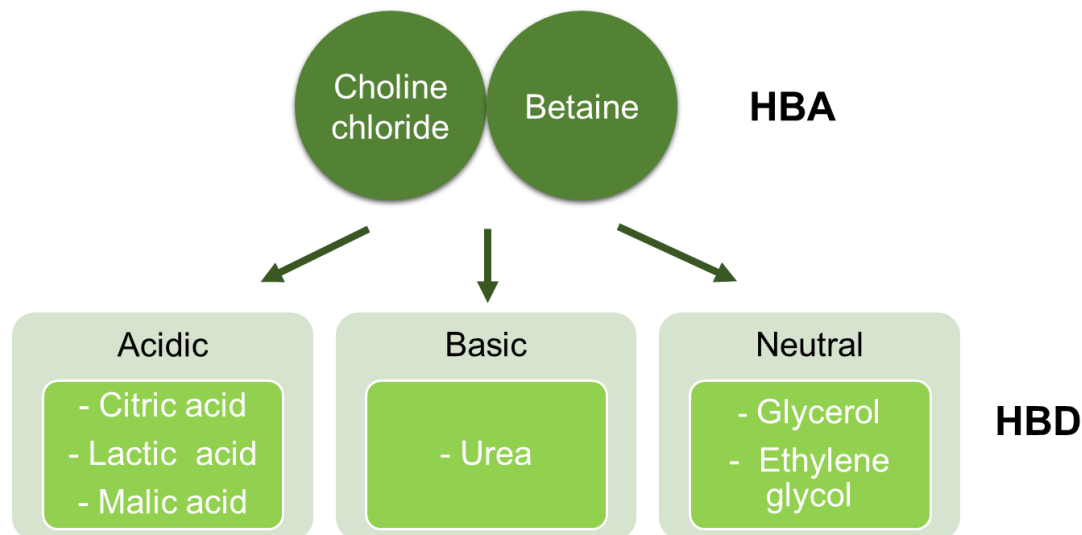 Choline
chloride
Betaine
HBA
Acidic
- Citric acid
- Lactic  acid
- Malic acid
Basic
- Urea
Neutral
- Glycerol
-  Ethylene
glycol
HBD